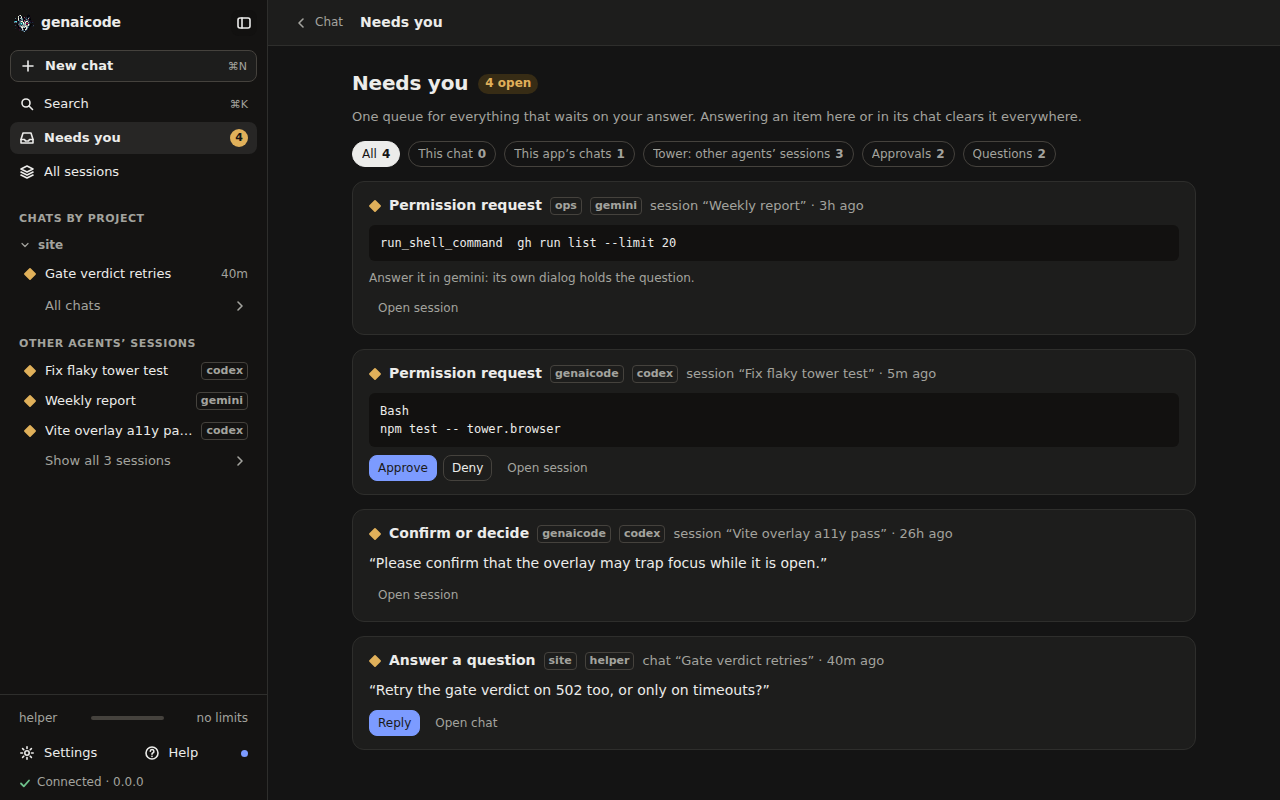 genaicode
New chat ⌘N
Search ⌘K
Needs you 4
All sessions
CHATS BY PROJECT
site
Gate verdict retries 40m
All chats
OTHER AGENTS’ SESSIONS
Fix flaky tower test codex
Weekly report gemini
Vite overlay a11y pa… codex
Show all 3 sessions
helper no limits
Settings Help
Connected · 0.0.0
Chat Needs you
Needs you 4 open
One queue for everything that waits on your answer. Answering an item here or in its chat clears it everywhere.
All 4 This chat 0 This app’s chats 1 Tower: other agents’ sessions 3 Approvals 2 Questions 2
Permission request ops gemini session “Weekly report” · 3h ago
run_shell_command  gh run list --limit 20
Answer it in gemini: its own dialog holds the question.
Open session
Permission request genaicode codex session “Fix flaky tower test” · 5m ago
Bash
npm test -- tower.browser
Approve Deny Open session
Confirm or decide genaicode codex session “Vite overlay a11y pass” · 26h ago
“Please confirm that the overlay may trap focus while it is open.”
Open session
Answer a question site helper chat “Gate verdict retries” · 40m ago
“Retry the gate verdict on 502 too, or only on timeouts?”
Reply Open chat